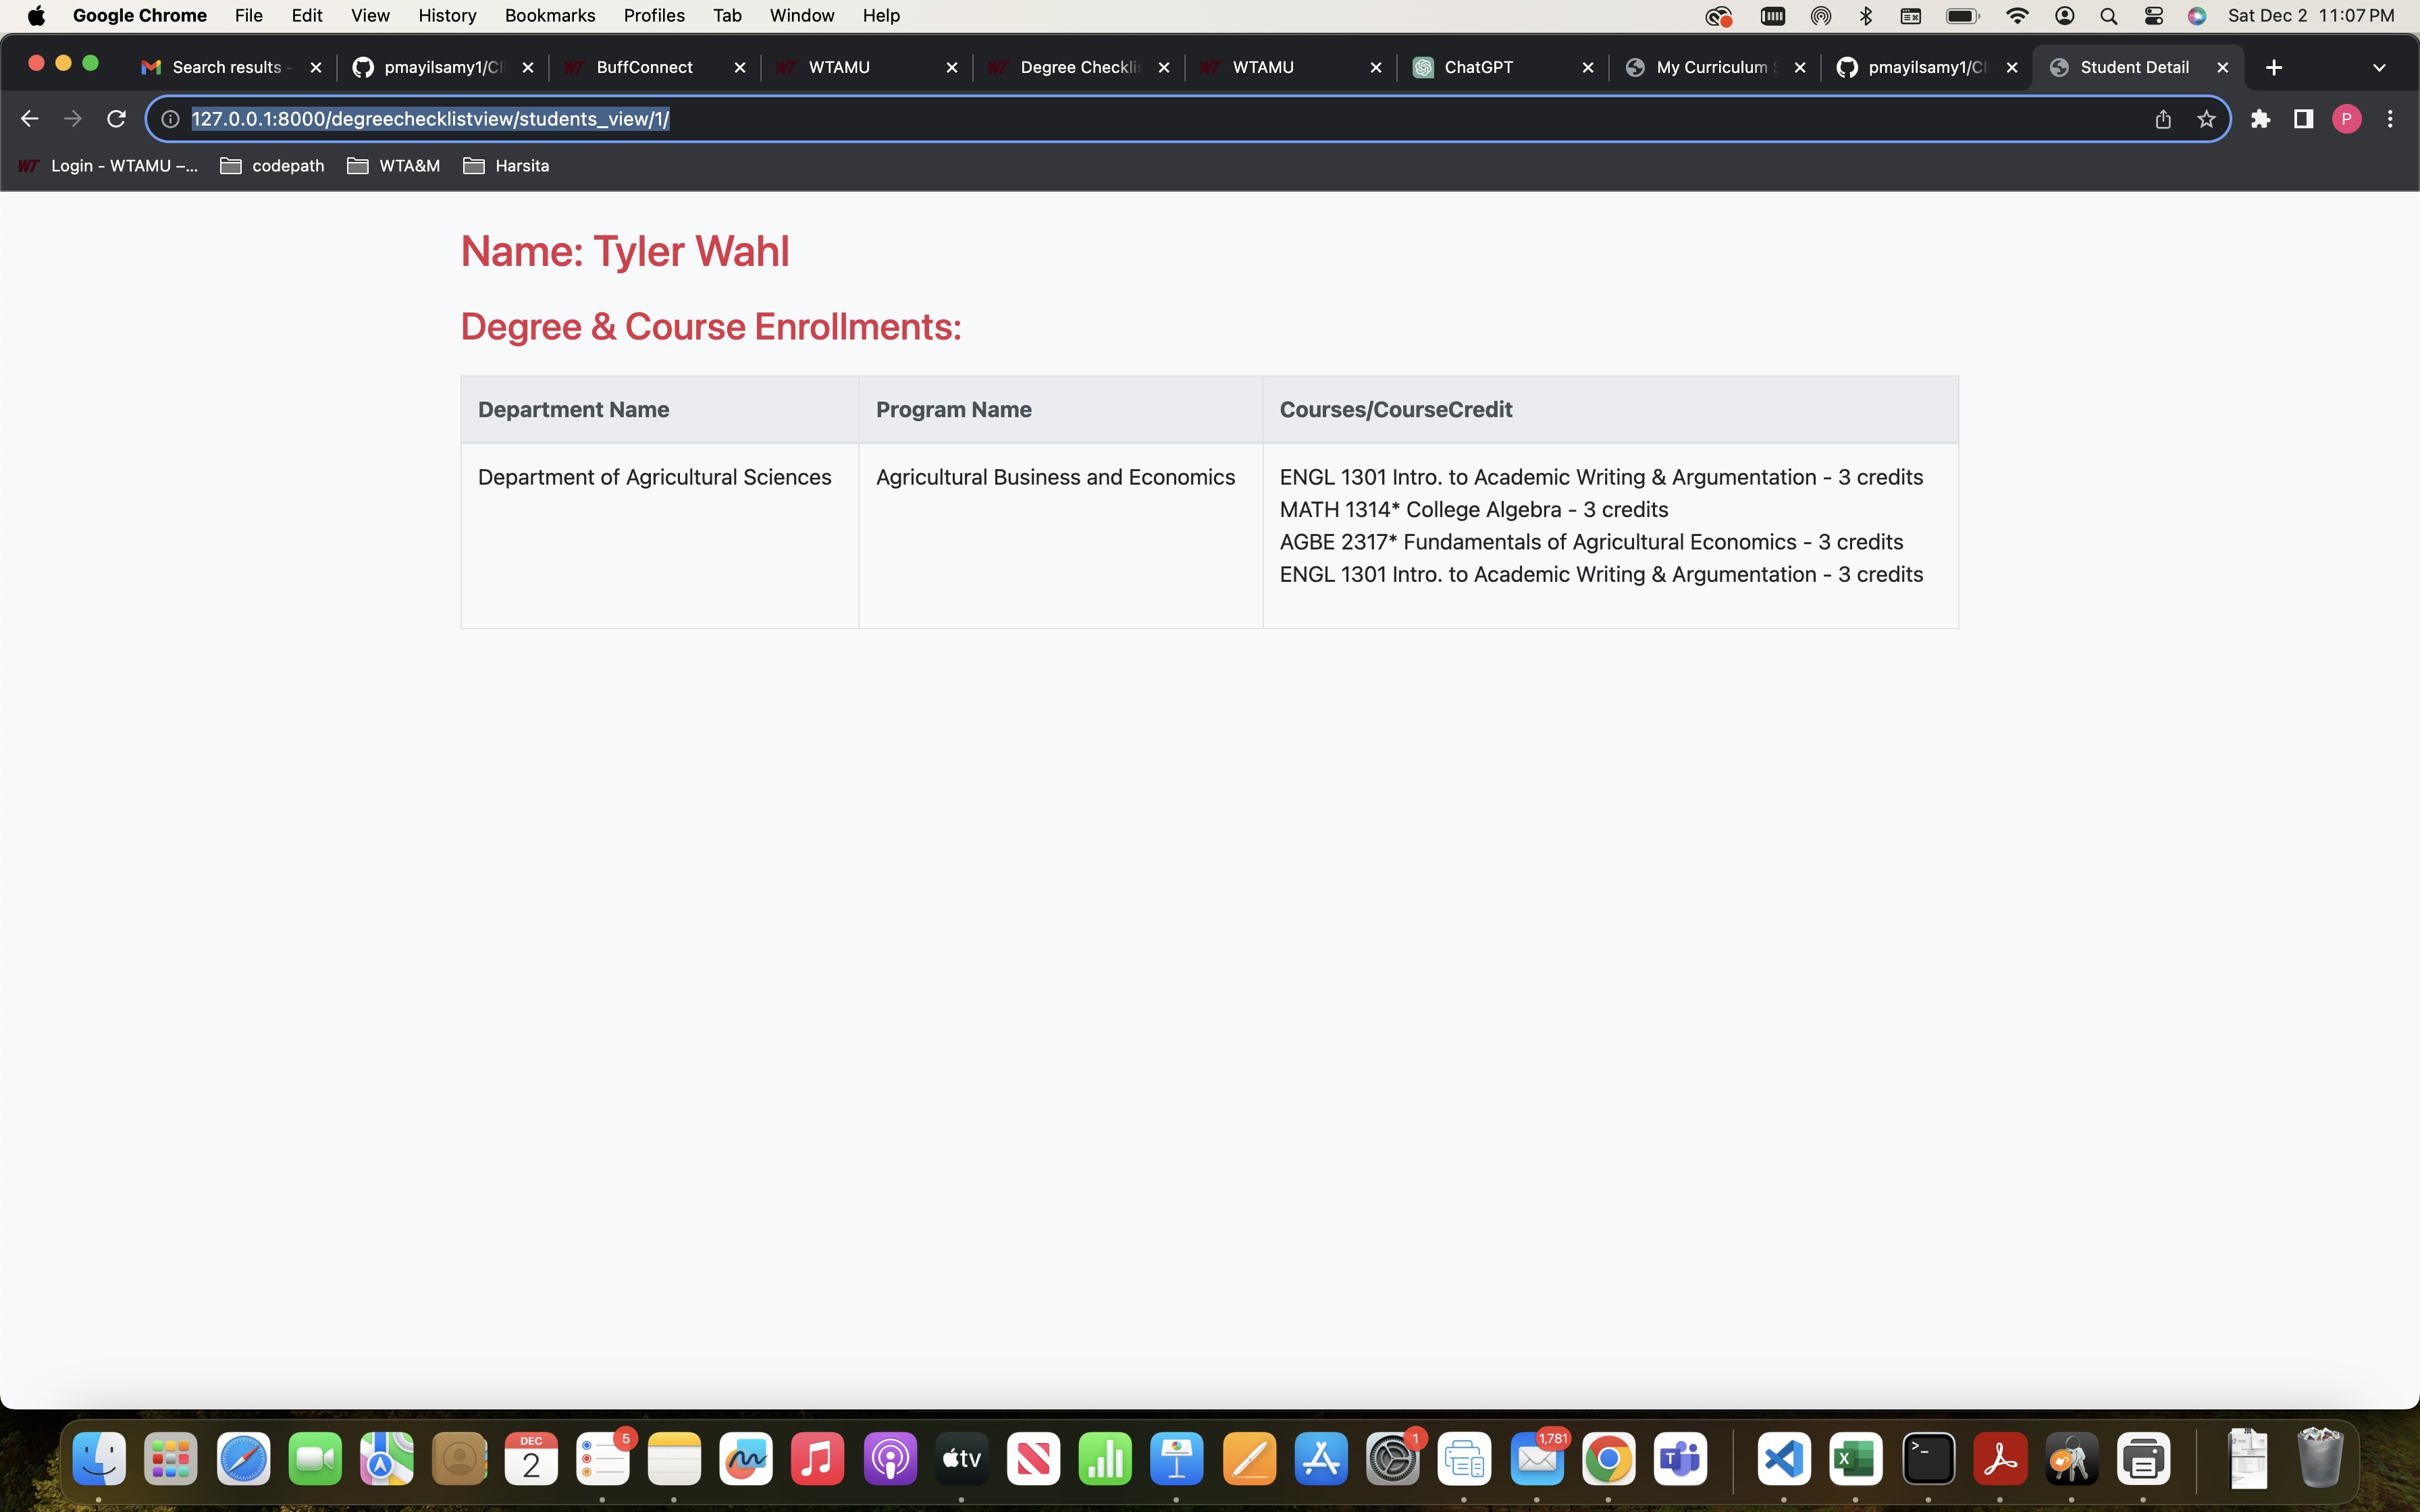 Google Chrome File Edit View History Bookmarks Profiles Tab Window Help Sat Dec 2 11:07 PM
Search results - pmayilsamy1/Cl BuffConnect WTAMU Degree Checklis WTAMU ChatGPT My Curriculum S pmayilsamy1/Cl Student Detail
127.0.0.1:8000/degreechecklistview/students_view/1/ P
WT Login - WTAMU –... codepath WTA&M Harsita
Name: Tyler Wahl
Degree & Course Enrollments:
Department Name Program Name Courses/CourseCredit
Department of Agricultural Sciences Agricultural Business and Economics ENGL 1301 Intro. to Academic Writing & Argumentation - 3 credits
MATH 1314* College Algebra - 3 credits
AGBE 2317* Fundamentals of Agricultural Economics - 3 credits
ENGL 1301 Intro. to Academic Writing & Argumentation - 3 credits
DEC 5 1 1,781
2 tv